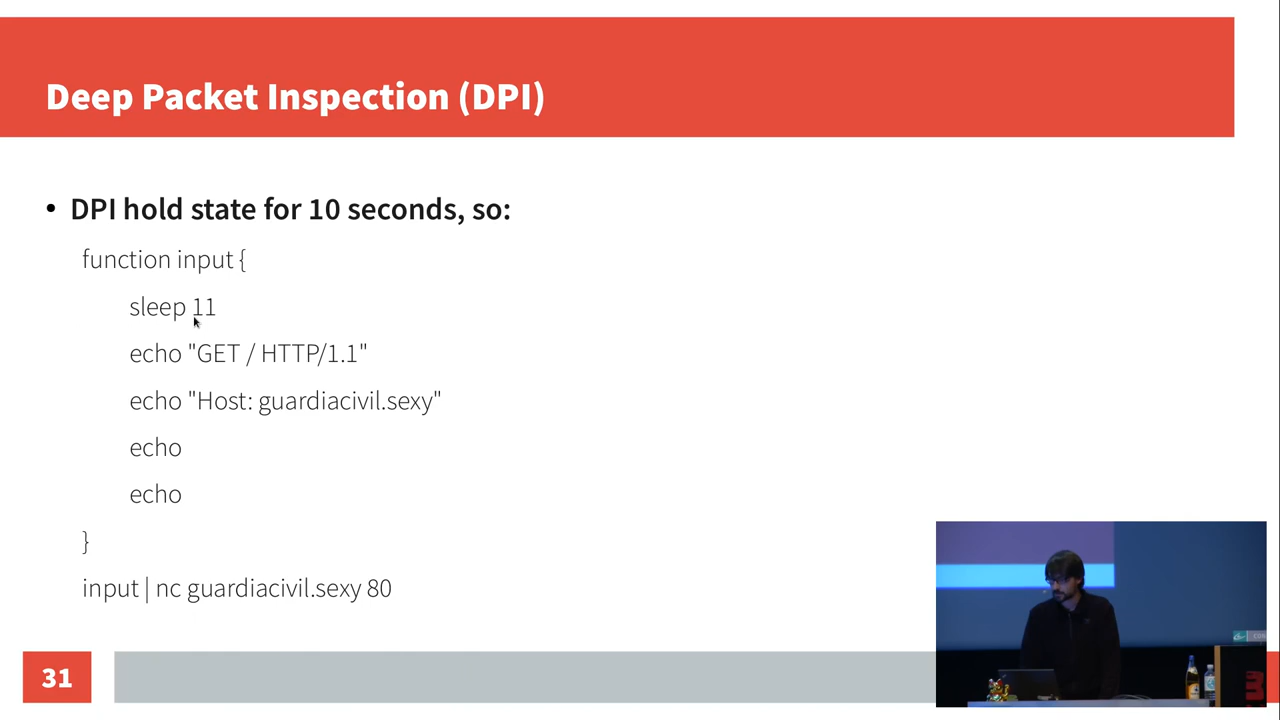 Deep Packet Inspection (DPI)
• DPI hold state for 10 seconds, so:
function input {
sleep 11
echo "GET / HTTP/1.1"
echo "Host: guardiacivil.sexy"
echo
echo
}
input | nc guardiacivil.sexy 80
31